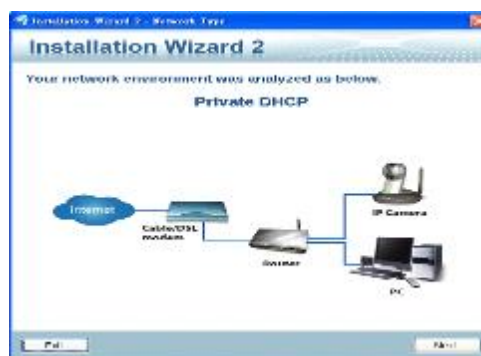 Installation Wizard 2 - Network Type
Installation Wizard 2
Your network environment was analyzed as below.
Private DHCP
Internet
Cable/DSL
modem
Router
IP Camera
PC
Exit
Next